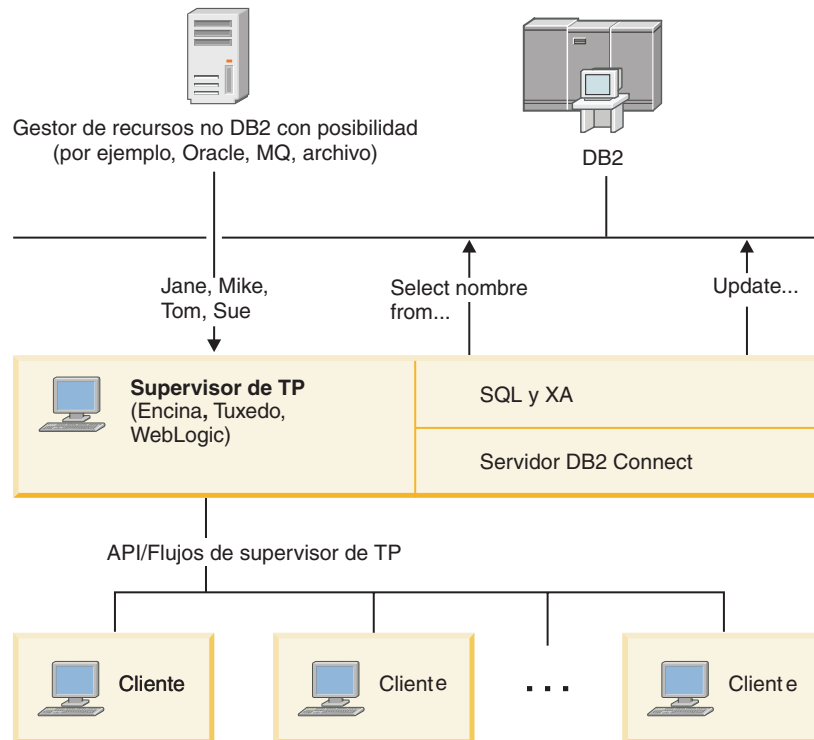 Gestor de recursos no DB2 con posibilidad
(por ejemplo, Oracle, MQ, archivo)
DB2
Jane, Mike,
Tom, Sue
Select nombre
from...
Update...
Supervisor de TP
(Encina, Tuxedo,
WebLogic)
SQL y XA
Servidor DB2 Connect
API/Flujos de supervisor de TP
Cliente
Cliente
...
Cliente